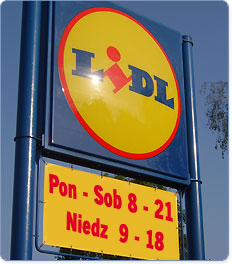 LIDL
Pon - Sob 8 - 21
Niedz 9 - 18